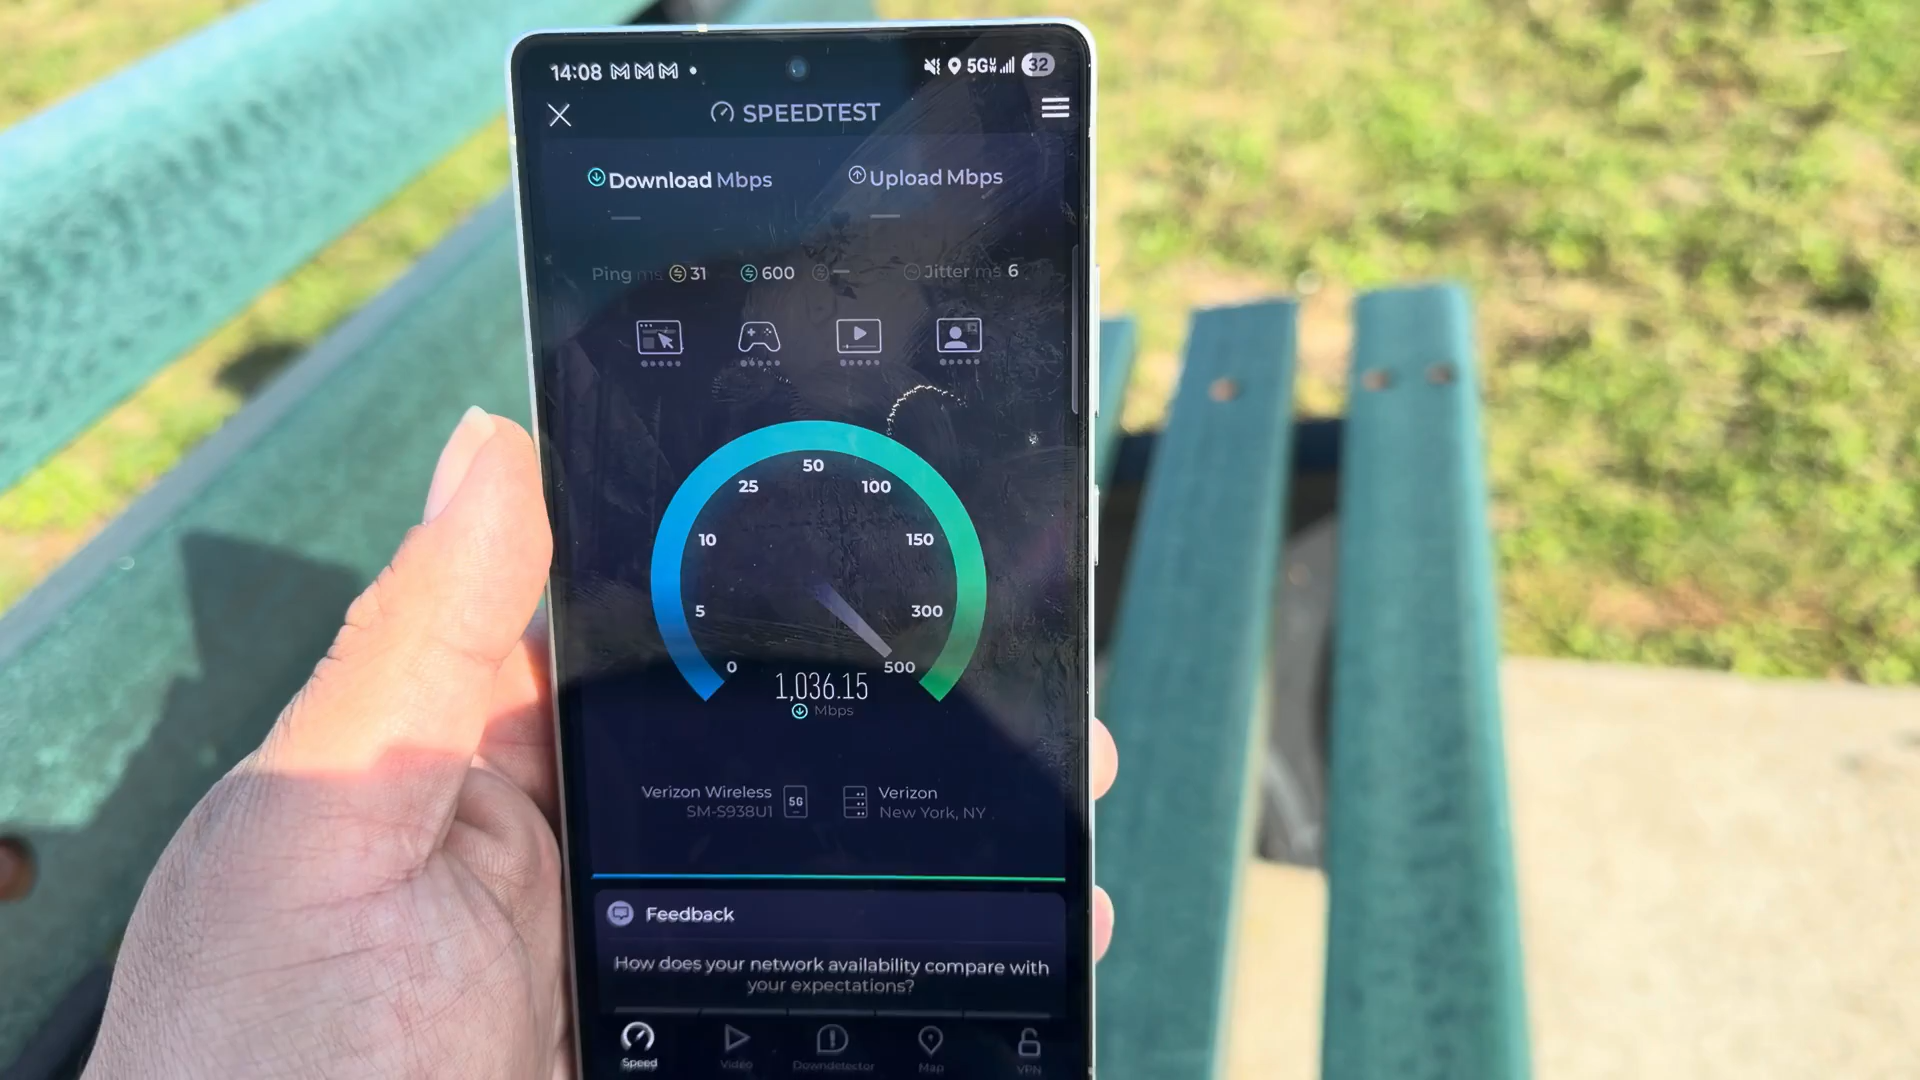 14:08
5G UW 32
SPEEDTEST
Download Mbps
Upload Mbps
Ping ms 31 600 — Jitter ms 6
50
25 100
10 150
5 300
0 500
1,036.15
Mbps
Verizon Wireless
SM-S938U1
5G
Verizon
New York, NY
Feedback
How does your network availability compare with
your expectations?
Speed Video Downdetector Map VPN